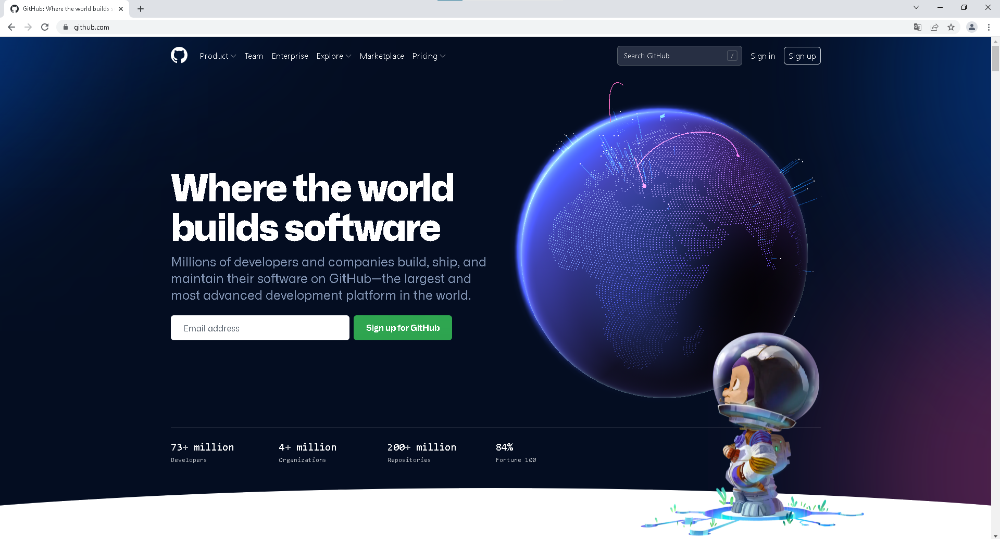 GitHub: Where the world builds s
github.com
Product Team Enterprise Explore Marketplace Pricing Search GitHub / Sign in Sign up
Where the world
builds software
Millions of developers and companies build, ship, and
maintain their software on GitHub—the largest and
most advanced development platform in the world.
Email address Sign up for GitHub
73+ million 4+ million 200+ million 84%
Developers Organizations Repositories Fortune 100